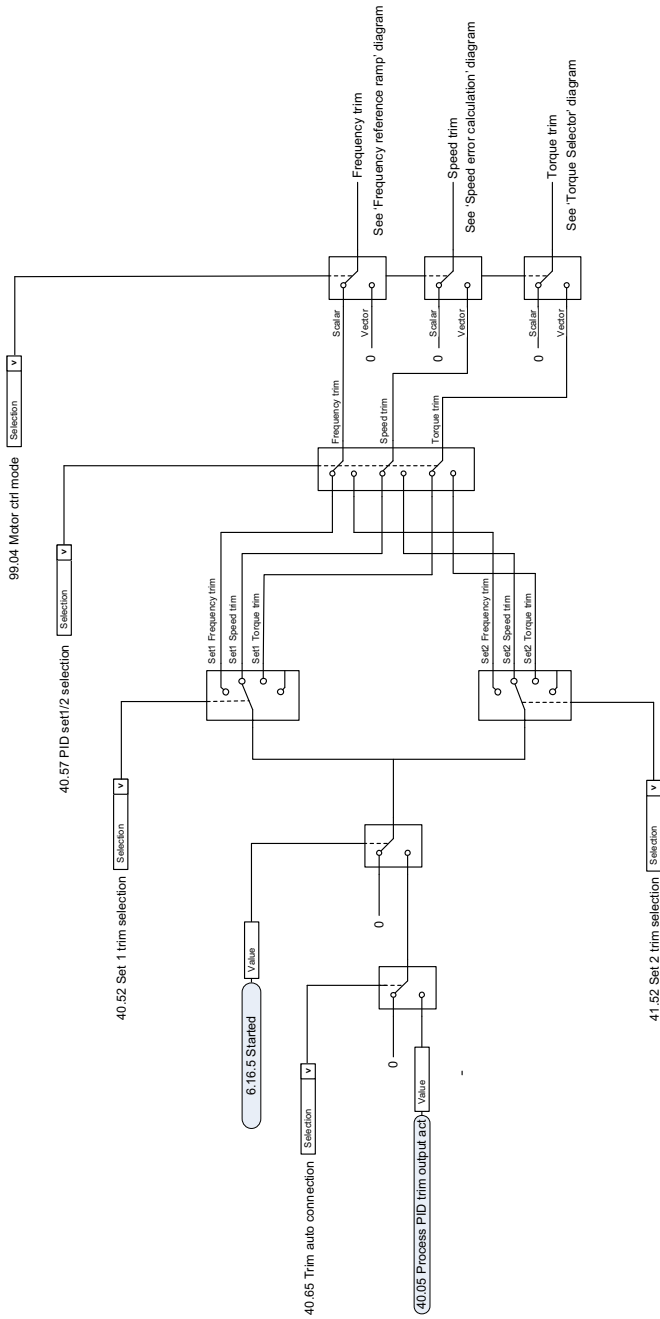 99.04 Motor ctrl mode
Selection
v
40.57 PID set1/2 selection
Selection
v
40.52 Set 1 trim selection
Selection
v
6.16.5 Started
Value
40.65 Trim auto connection
Selection
v
0
0
40.05 Process PID trim output act
Value
-
Set1 Frequency trim
Set1 Speed trim
Set1 Torque trim
Set2 Frequency trim
Set2 Speed trim
Set2 Torque trim
41.52 Set 2 trim selection
Selection
v
Frequency trim
Speed trim
Torque trim
Scalar
Vector
0
Frequency trim
See 'Frequency reference ramp' diagram
Scalar
0
Vector
Speed trim
See 'Speed error calculation' diagram
Scalar
0
Vector
Torque trim
See 'Torque Selector' diagram